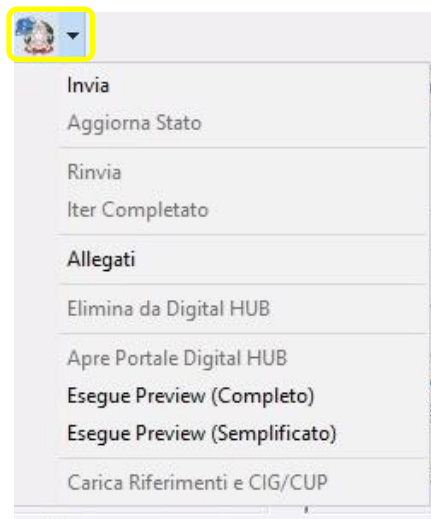 Invia
Aggiorna Stato
Rinvia
Iter Completato
Allegati
Elimina da Digital HUB
Apre Portale Digital HUB
Esegue Preview (Completo)
Esegue Preview (Semplificato)
Carica Riferimenti e CIG/CUP